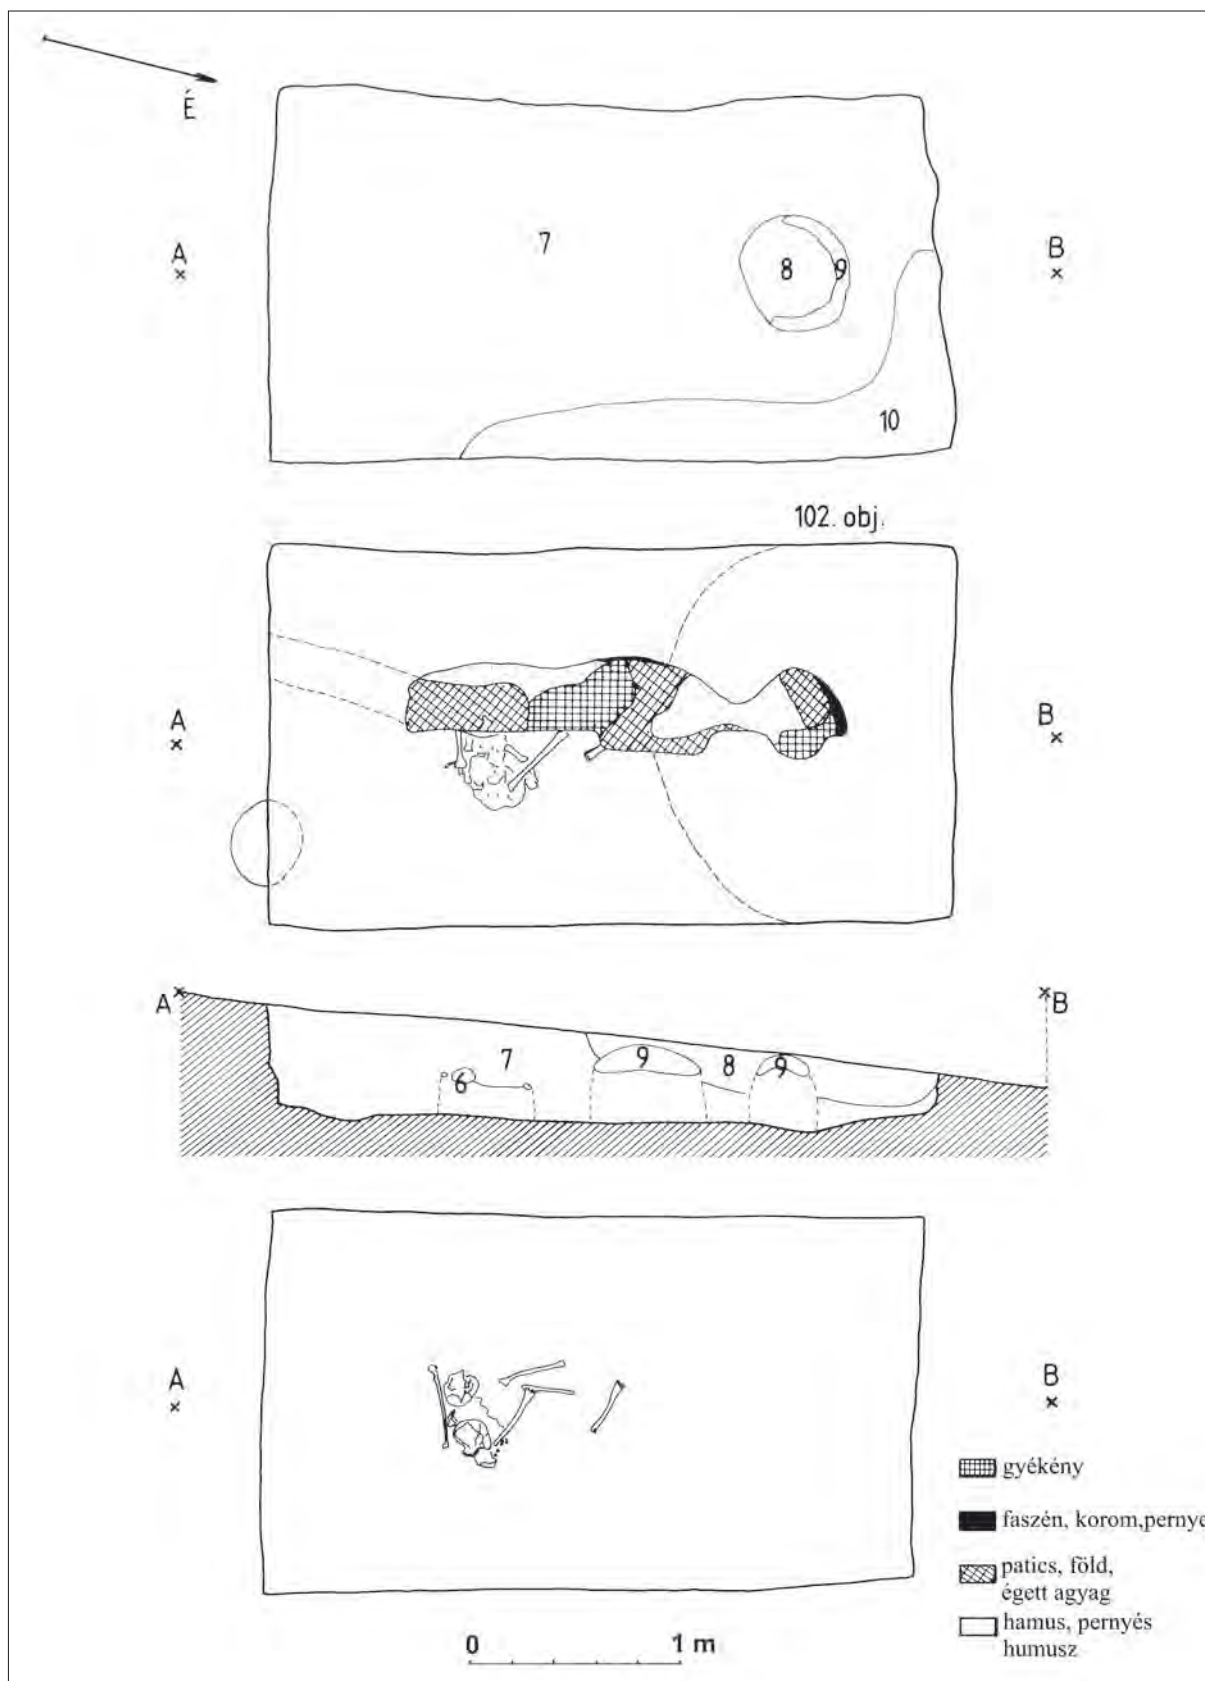 É
A
7
8
9
B
10
102. obj.
A
B
A
7
6
9
8
9
B
A
B
gyékény
faszén, korom,pernye
patics, föld,
égett agyag
hamus, pernyés
humusz
0 1 m